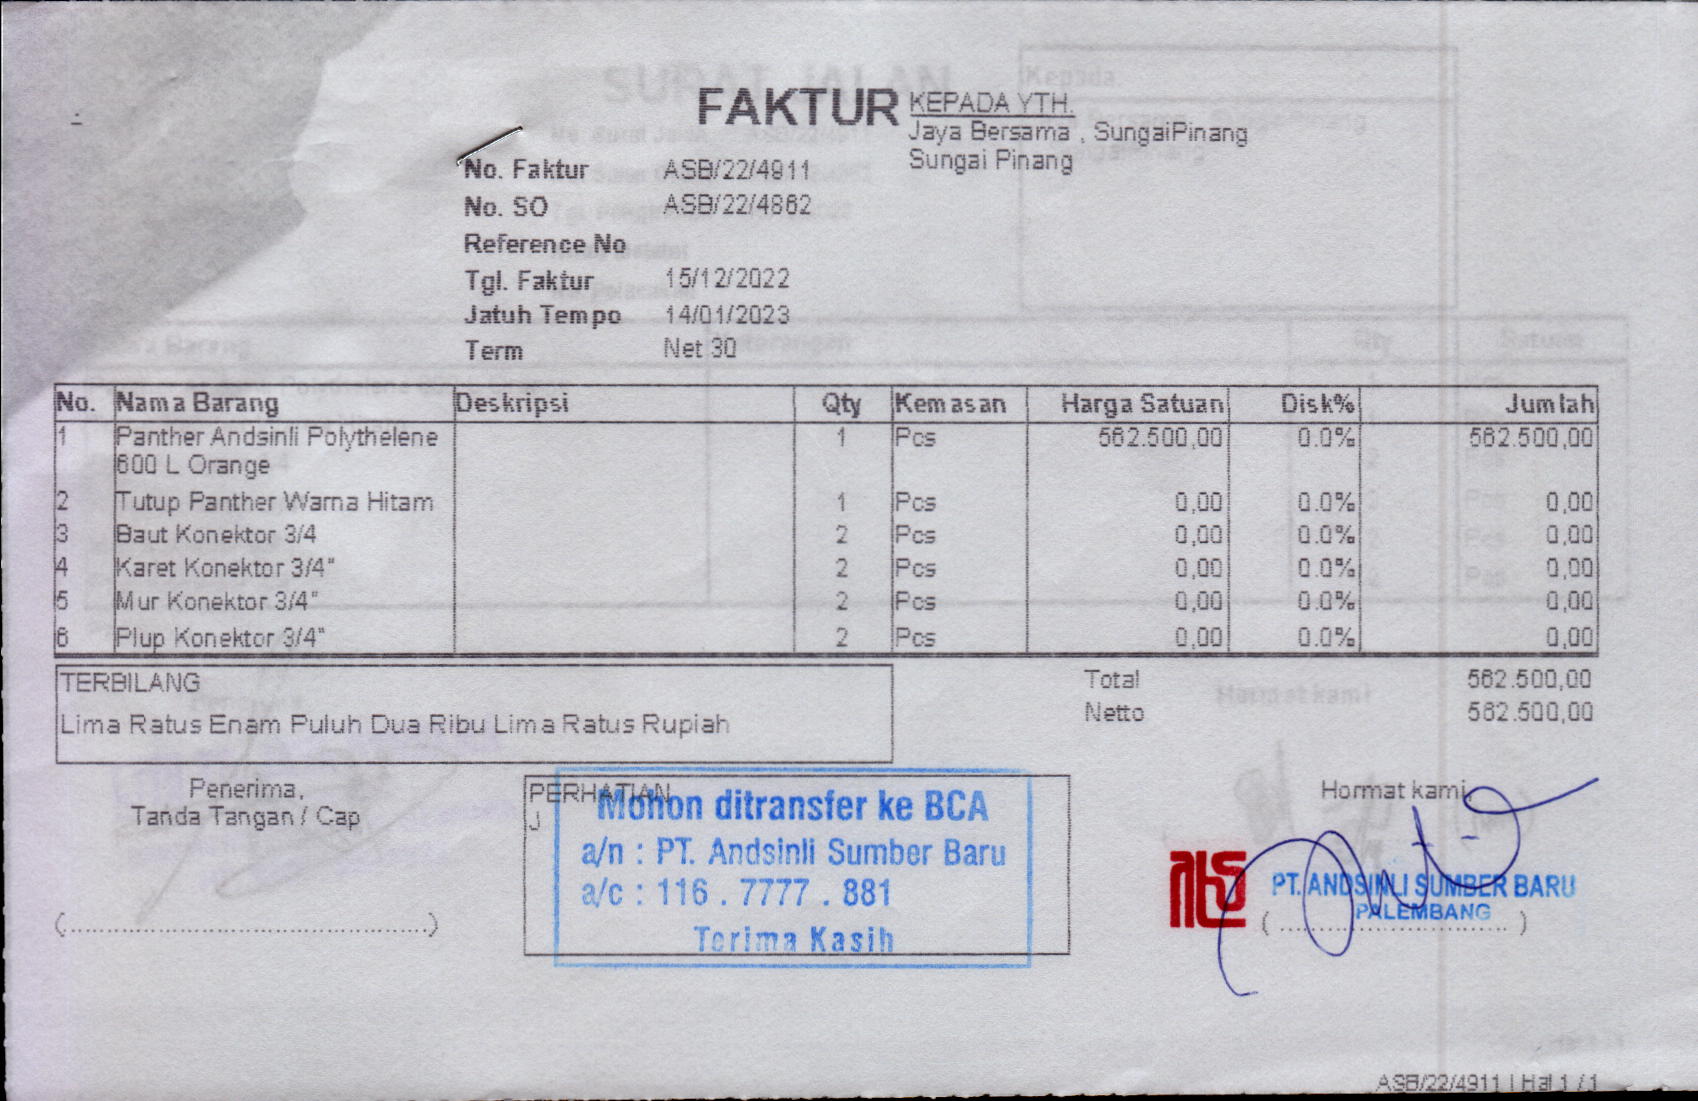 FAKTUR
KEPADA YTH.
Jaya Bersama , SungaiPinang
Sungai Pinang
No. Faktur ASB/22/4911
No. SO ASB/22/4862
Reference No
Tgl. Faktur 15/12/2022
Jatuh Tempo 14/01/2023
Term Net 30
No. Nama Barang Deskripsi Qty Kemasan Harga Satuan Disk% Jumlah
1 Panther Andsinli Polythelene 1 Pcs 562.500,00 0.0% 562.500,00
600 L Orange
2 Tutup Panther Warna Hitam 1 Pcs 0,00 0.0% 0,00
3 Baut Konektor 3/4 2 Pcs 0,00 0.0% 0,00
4 Karet Konektor 3/4" 2 Pcs 0,00 0.0% 0,00
5 Mur Konektor 3/4" 2 Pcs 0,00 0.0% 0,00
6 Plup Konektor 3/4" 2 Pcs 0,00 0.0% 0,00
TERBILANG
Lima Ratus Enam Puluh Dua Ribu Lima Ratus Rupiah
Total 562.500,00
Netto 562.500,00
Penerima,
Tanda Tangan / Cap
(..................................................)
PERHATIAN
J
Mohon ditransfer ke BCA
a/n : PT. Andsinli Sumber Baru
a/c : 116 . 7777 . 881
Terima Kasih
Hormat kami,
PT. ANDSINLI SUMBER BARU
PALEMBANG
( ................................ )
ASB/22/4911 | Hal 1 / 1